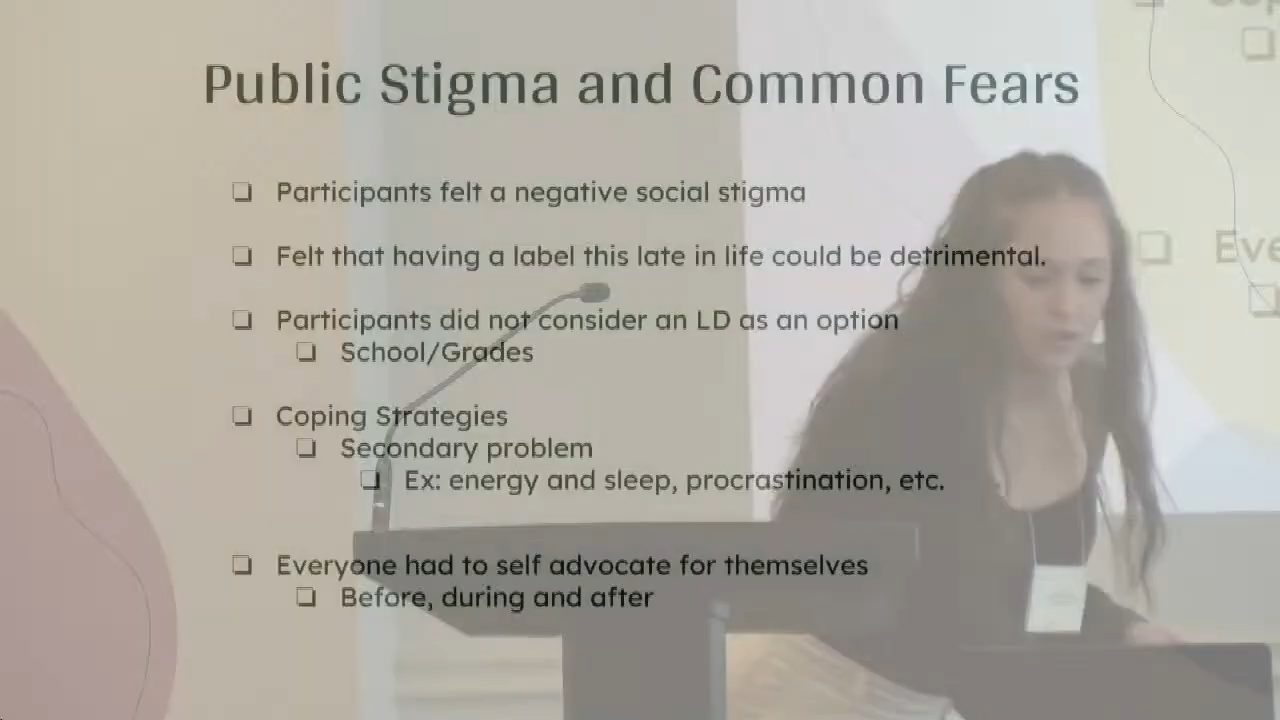 Public Stigma and Common Fears
Participants felt a negative social stigma
Felt that having a label this late in life could be detrimental.
Participants did not consider an LD as an option
School/Grades
Coping Strategies
Secondary problem
Ex: energy and sleep, procrastination, etc.
Everyone had to self advocate for themselves
Before, during and after